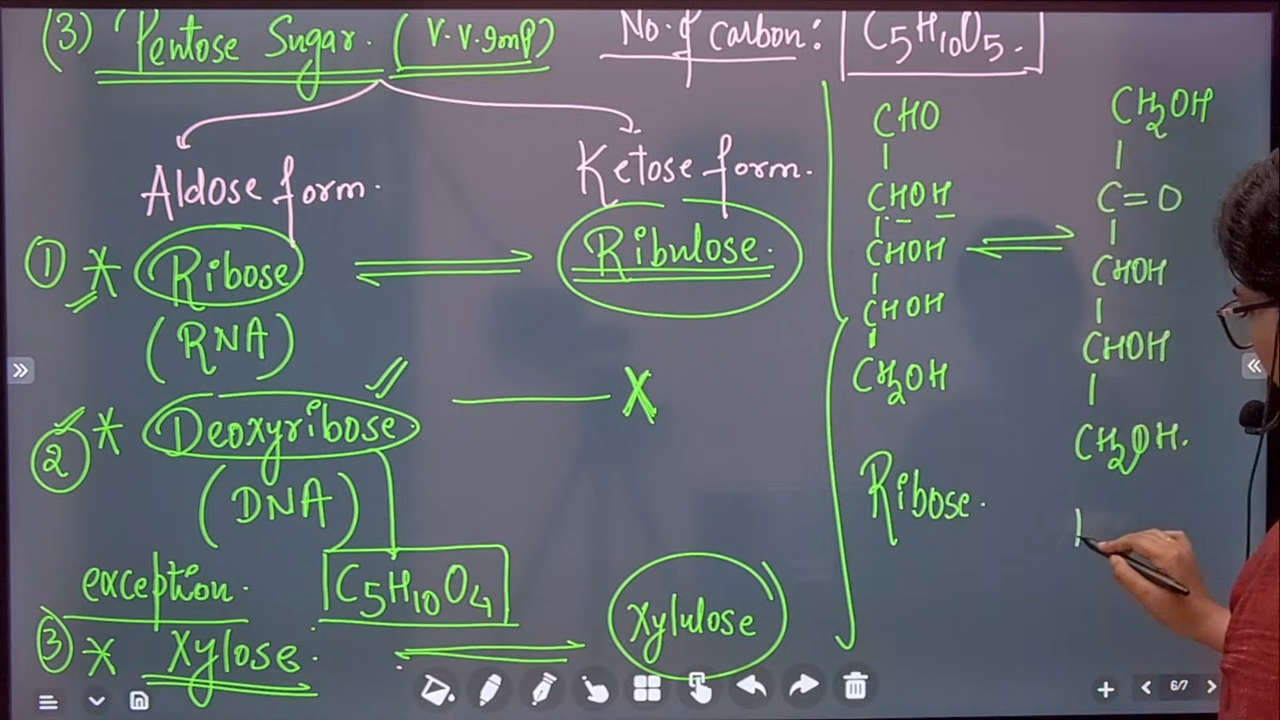 (3) Pentose Sugar. (V.V.Imp)
No. of carbon: C5H10O5.
Aldose form.
Ketose form.
① * Ribose ⇌ Ribulose.
(RNA)
② * Deoxyribose — X
(DNA)
exception. C5H10O4
③ * Xylose. ⇌ Xylulose
CHO
CHOH
CHOH
CHOH
CH2OH
Ribose.
⇌
CH2OH
C=O
CHOH
CHOH
CH2OH.
6/7